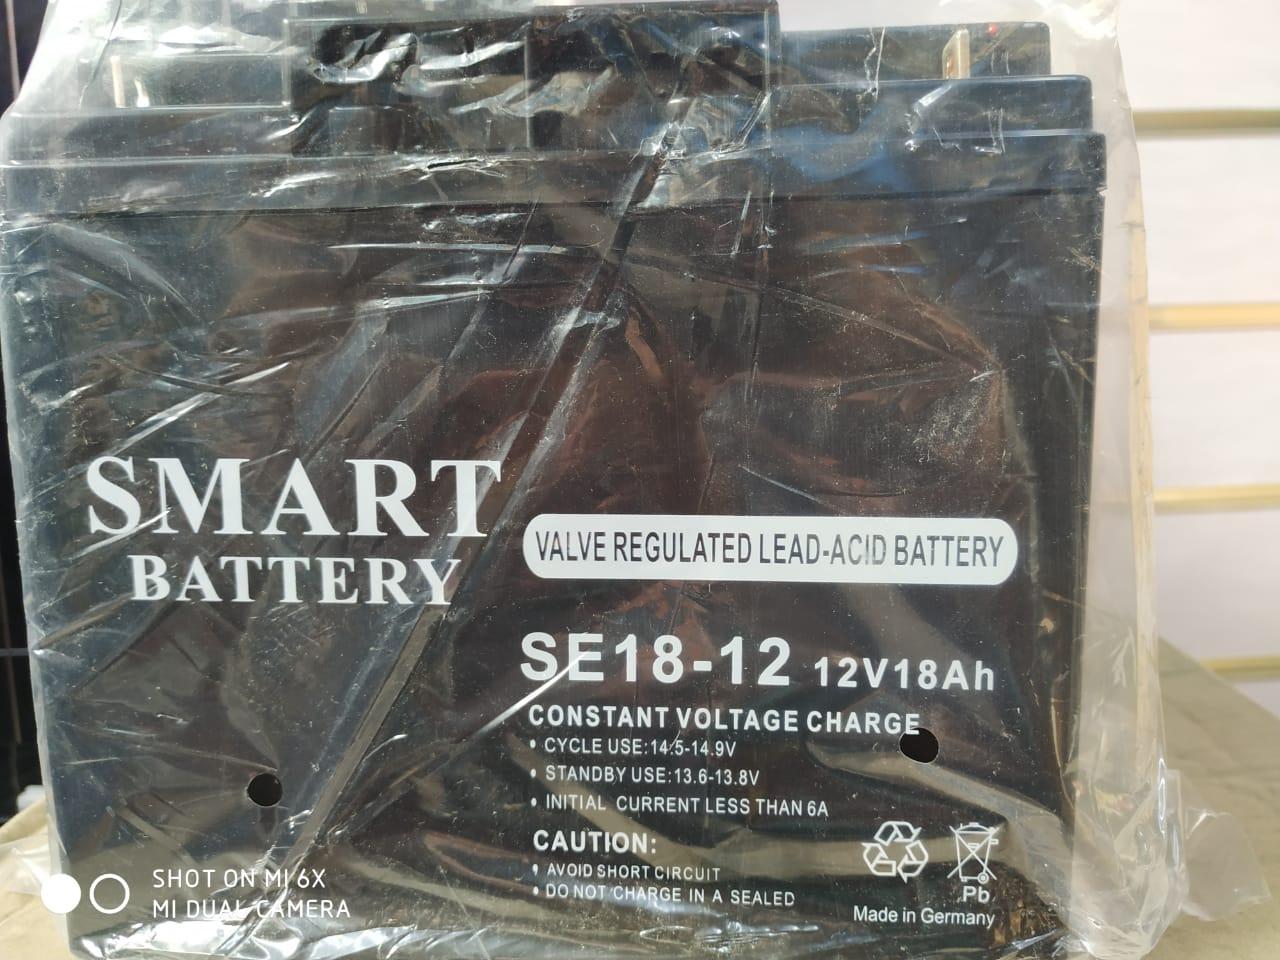 SMART
BATTERY
VALVE REGULATED LEAD-ACID BATTERY
SE18-12 12V18Ah
CONSTANT VOLTAGE CHARGE
• CYCLE USE:14.5-14.9V
• STANDBY USE:13.6-13.8V
• INITIAL CURRENT LESS THAN 6A
CAUTION:
• AVOID SHORT CIRCUIT
• DO NOT CHARGE IN A SEALED
Pb
Made in Germany
SHOT ON MI 6X
MI DUAL CAMERA